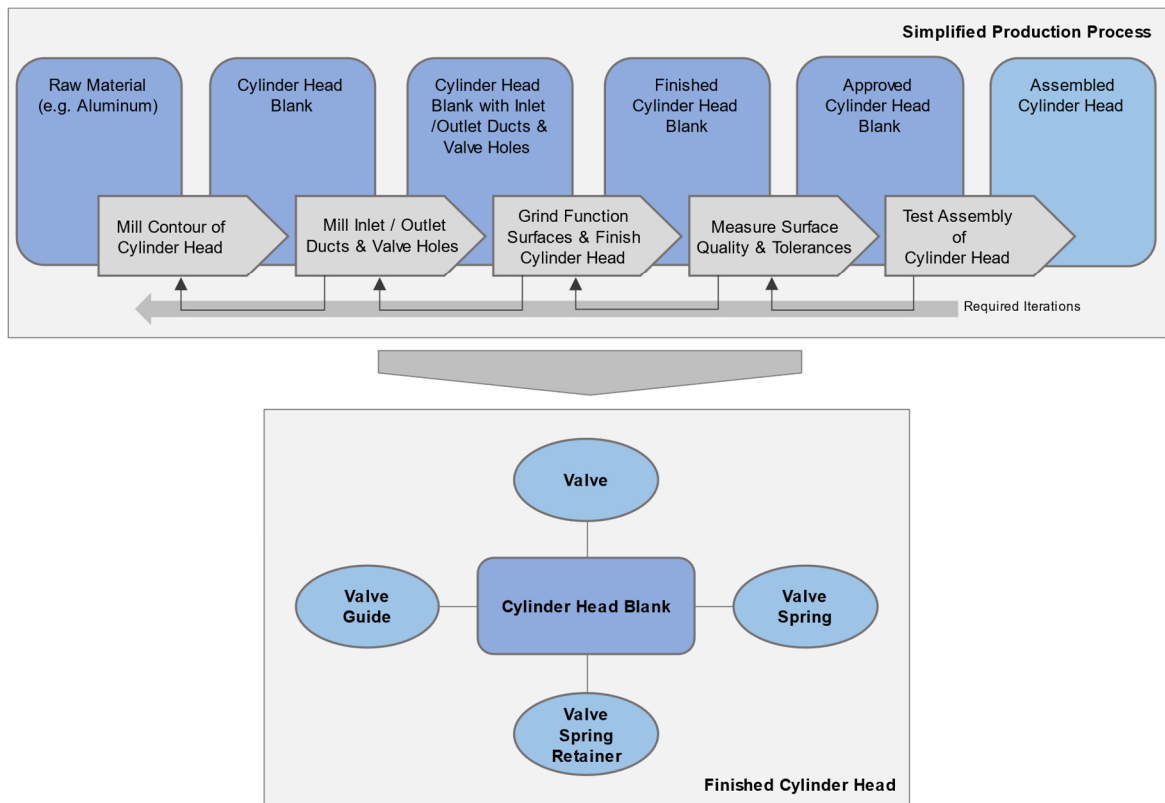 Simplified Production Process
Raw Material
(e.g. Aluminum)
Cylinder Head
Blank
Cylinder Head
Blank with Inlet
/Outlet Ducts &
Valve Holes
Finished
Cylinder Head
Blank
Approved
Cylinder Head
Blank
Assembled
Cylinder Head
Mill Contour of
Cylinder Head
Mill Inlet / Outlet
Ducts & Valve Holes
Grind Function
Surfaces & Finish
Cylinder Head
Measure Surface
Quality & Tolerances
Test Assembly
of
Cylinder Head
Required Iterations
Valve
Valve
Guide
Cylinder Head Blank
Valve
Spring
Valve
Spring
Retainer
Finished Cylinder Head